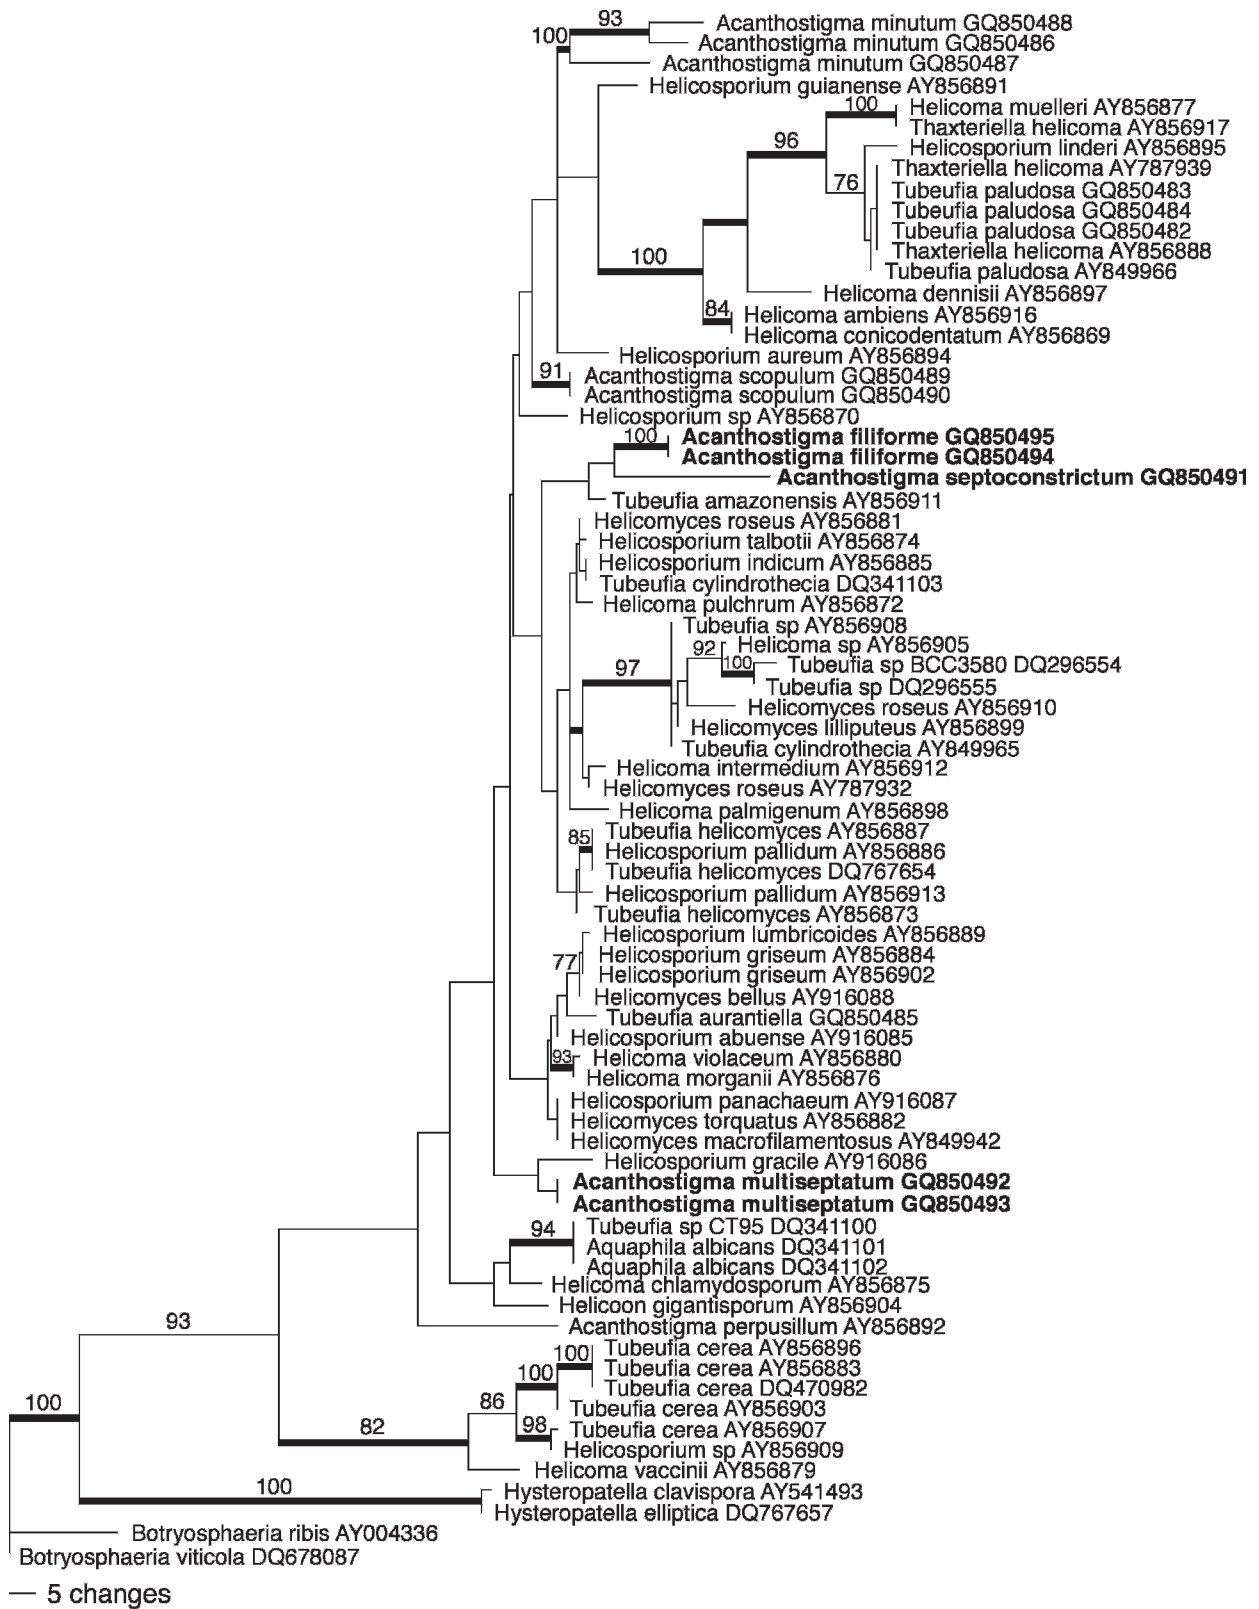 93
Acanthostigma minutum GQ850488
100
Acanthostigma minutum GQ850486
Acanthostigma minutum GQ850487
Helicosporium guianense AY856891
100
Helicoma muelleri AY856877
Thaxteriella helicoma AY856917
96
Helicosporium linderi AY856895
Thaxteriella helicoma AY787939
76
Tubeufia paludosa GQ850483
Tubeufia paludosa GQ850484
Tubeufia paludosa GQ850482
Thaxteriella helicoma AY856888
100
Tubeufia paludosa AY849966
Helicoma dennisii AY856897
84
Helicoma ambiens AY856916
Helicoma conicodentatum AY856869
Helicosporium aureum AY856894
91
Acanthostigma scopulum GQ850489
Acanthostigma scopulum GQ850490
Helicosporium sp AY856870
100
Acanthostigma filiforme GQ850495
Acanthostigma filiforme GQ850494
Acanthostigma septoconstrictum GQ850491
Tubeufia amazonensis AY856911
Helicomyces roseus AY856881
Helicosporium talbotii AY856874
Helicosporium indicum AY856885
Tubeufia cylindrothecia DQ341103
Helicoma pulchrum AY856872
Tubeufia sp AY856908
92
Helicoma sp AY856905
97
100
Tubeufia sp BCC3580 DQ296554
Tubeufia sp DQ296555
Helicomyces roseus AY856910
Helicomyces lilliputeus AY856899
Tubeufia cylindrothecia AY849965
Helicoma intermedium AY856912
Helicomyces roseus AY787932
Helicoma palmigenum AY856898
85
Tubeufia helicomyces AY856887
Helicosporium pallidum AY856886
Tubeufia helicomyces DQ767654
Helicosporium pallidum AY856913
Tubeufia helicomyces AY856873
Helicosporium lumbricoides AY856889
77
Helicosporium griseum AY856884
Helicosporium griseum AY856902
Helicomyces bellus AY916088
Tubeufia aurantiella GQ850485
Helicosporium abuense AY916085
93
Helicoma violaceum AY856880
Helicoma morganii AY856876
Helicosporium panachaeum AY916087
Helicomyces torquatus AY856882
Helicomyces macrofilamentosus AY849942
Helicosporium gracile AY916086
Acanthostigma multiseptatum GQ850492
Acanthostigma multiseptatum GQ850493
94
Tubeufia sp CT95 DQ341100
Aquaphila albicans DQ341101
Aquaphila albicans DQ341102
Helicoma chlamydosporum AY856875
Helicoon gigantisporum AY856904
93
Acanthostigma perpusillum AY856892
100
Tubeufia cerea AY856896
100
Tubeufia cerea AY856883
Tubeufia cerea DQ470982
100
86
Tubeufia cerea AY856903
82
98
Tubeufia cerea AY856907
Helicosporium sp AY856909
Helicoma vaccinii AY856879
100
Hysteropatella clavispora AY541493
Hysteropatella elliptica DQ767657
Botryosphaeria ribis AY004336
Botryosphaeria viticola DQ678087
5 changes